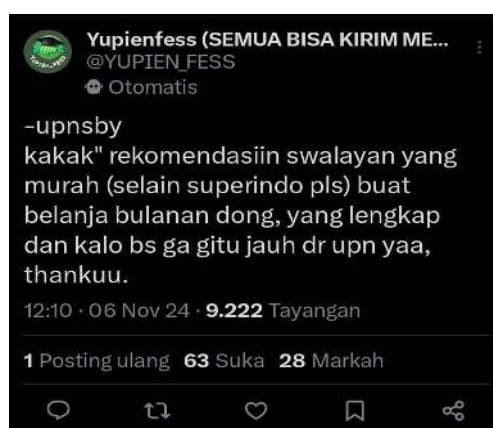 Yupienfess (SEMUA BISA KIRIM ME...
@YUPIEN_FESS
Otomatis
-upnsby
kakak" rekomendasiin swalayan yang
murah (selain superindo pls) buat
belanja bulanan dong, yang lengkap
dan kalo bs ga gitu jauh dr upn yaa,
thankuu.
12:10 · 06 Nov 24 · 9.222 Tayangan
1 Posting ulang 63 Suka 28 Markah